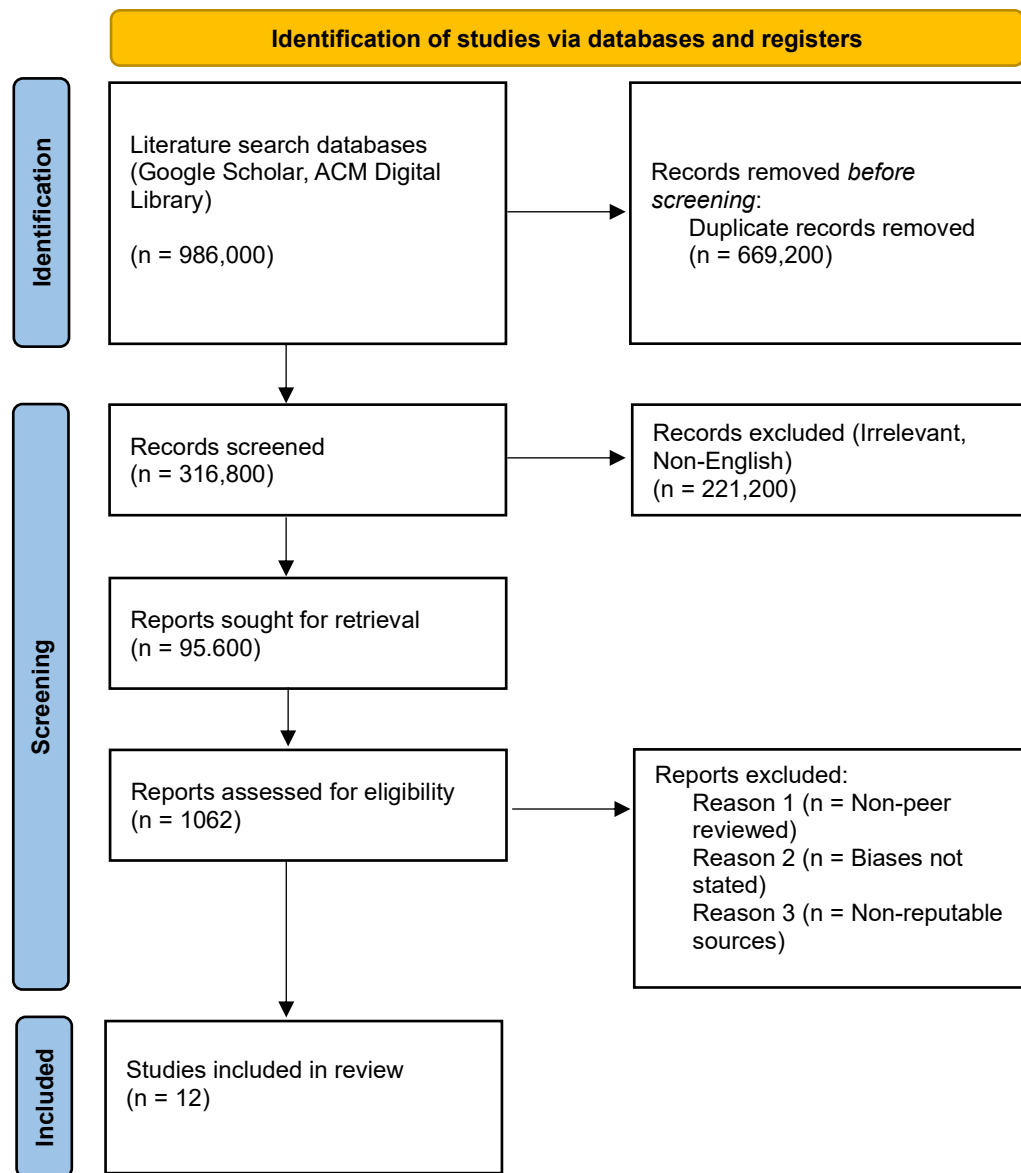 Identification of studies via databases and registers
Identification
Literature search databases
(Google Scholar, ACM Digital
Library)
(n = 986,000)
Records removed before
screening:
Duplicate records removed
(n = 669,200)
Screening
Records screened
(n = 316,800)
Records excluded (Irrelevant,
Non-English)
(n = 221,200)
Reports sought for retrieval
(n = 95.600)
Reports assessed for eligibility
(n = 1062)
Reports excluded:
Reason 1 (n = Non-peer
reviewed)
Reason 2 (n = Biases not
stated)
Reason 3 (n = Non-reputable
sources)
Included
Studies included in review
(n = 12)